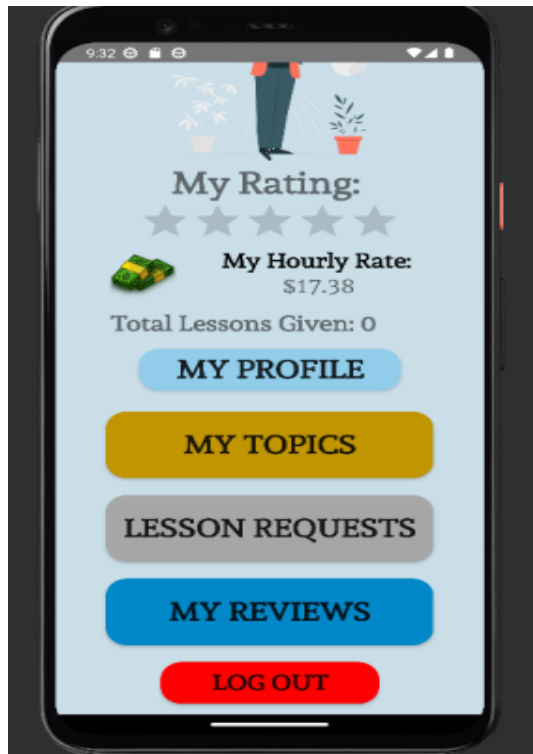 9:32
My Rating:
My Hourly Rate:
$17.38
Total Lessons Given: 0
MY PROFILE
MY TOPICS
LESSON REQUESTS
MY REVIEWS
LOG OUT